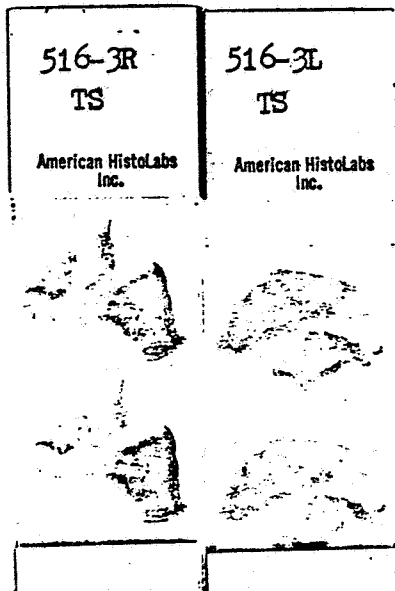 516-3R
TS
American HistoLabs
Inc.
516-3L
TS
American HistoLabs
Inc.